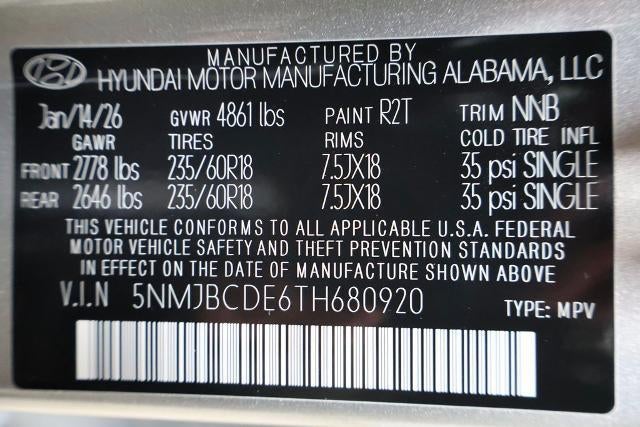 MANUFACTURED BY
HYUNDAI MOTOR MANUFACTURING ALABAMA, LLC
Jan/14/26 GVWR 4861 lbs PAINT R2T TRIM NNB
GAWR TIRES RIMS COLD TIRE INFL
FRONT 2778 lbs 235/60R18 7.5JX18 35 psi SINGLE
REAR 2646 lbs 235/60R18 7.5JX18 35 psi SINGLE
THIS VEHICLE CONFORMS TO ALL APPLICABLE U.S.A. FEDERAL
MOTOR VEHICLE SAFETY AND THEFT PREVENTION STANDARDS
IN EFFECT ON THE DATE OF MANUFACTURE SHOWN ABOVE
V.I.N 5NMJBCDE6TH680920 TYPE: MPV